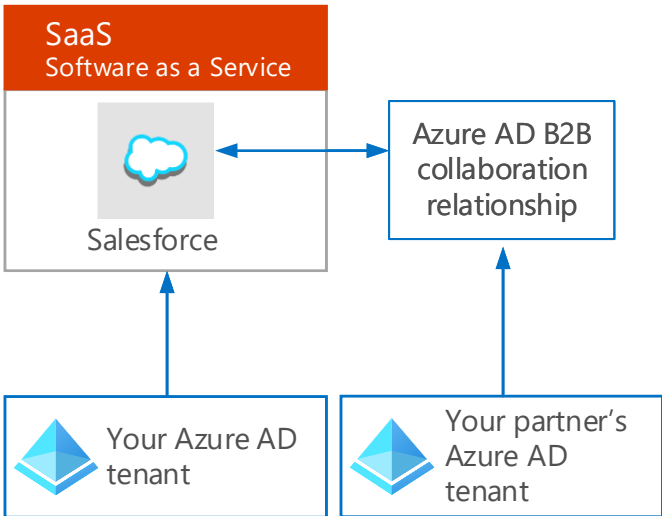 SaaS
Software as a Service
Salesforce
Azure AD B2B
collaboration
relationship
Your Azure AD
tenant
Your partner’s
Azure AD
tenant